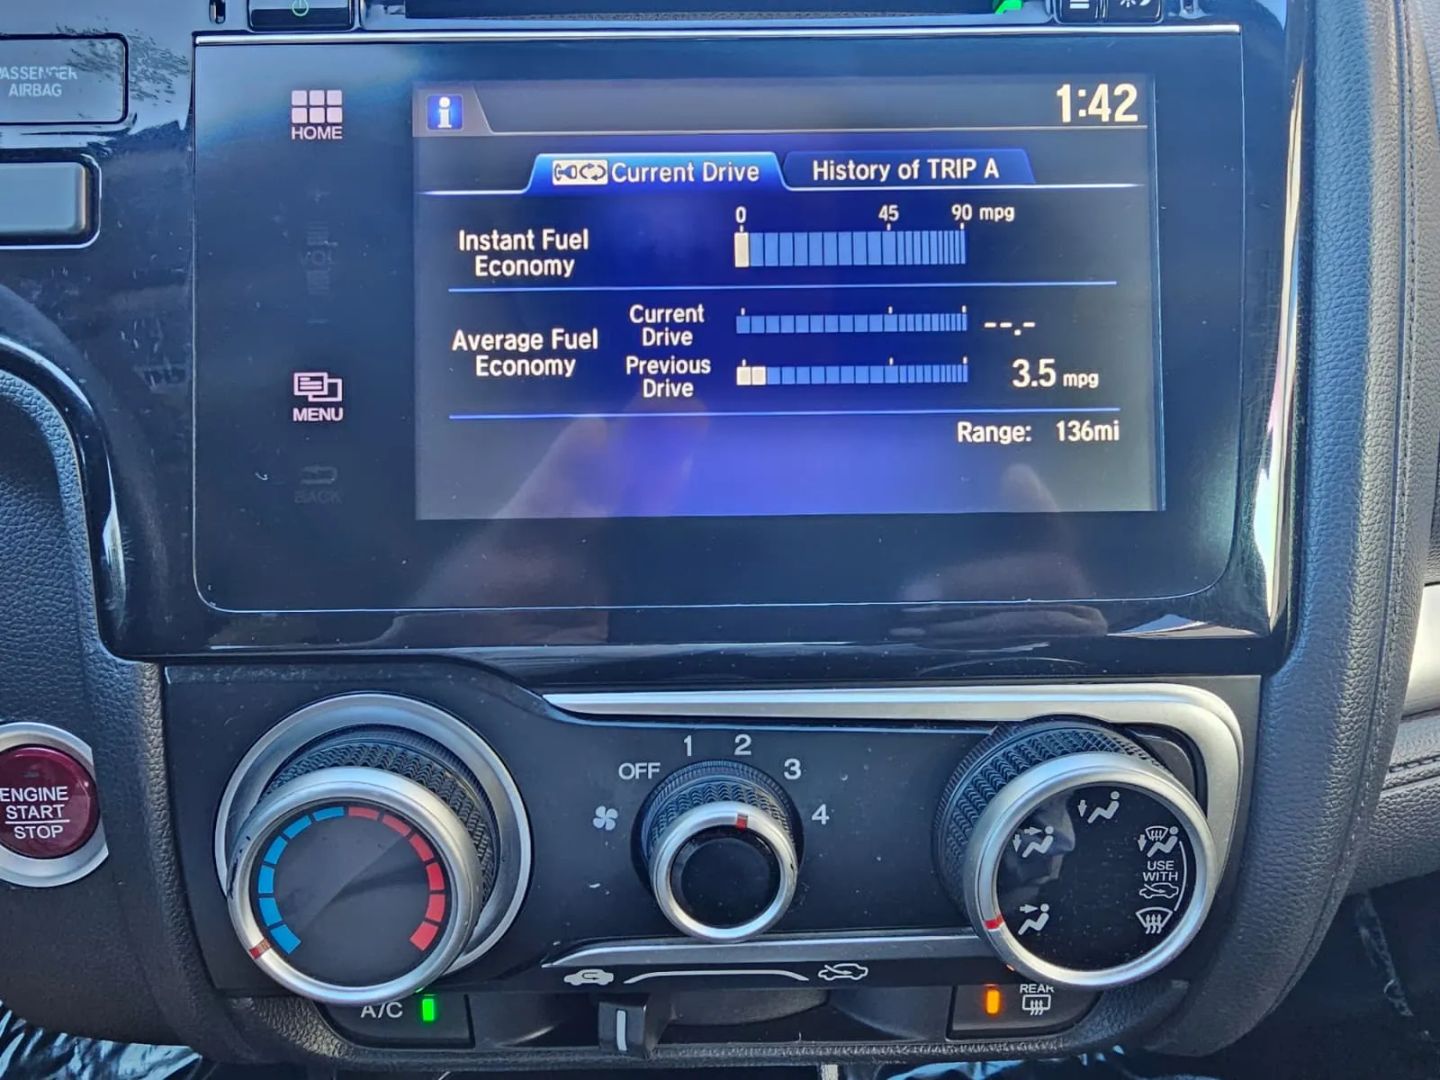 PASSENGER
AIRBAG
HOME
i
1:42
Current Drive
History of TRIP A
0 45 90 mpg
Instant Fuel
Economy
Average Fuel
Economy
Current
Drive
--.-
Previous
Drive
3.5 mpg
Range: 136mi
MENU
BACK
ENGINE
START
STOP
OFF 1 2 3 4
USE
WITH
A/C
REAR